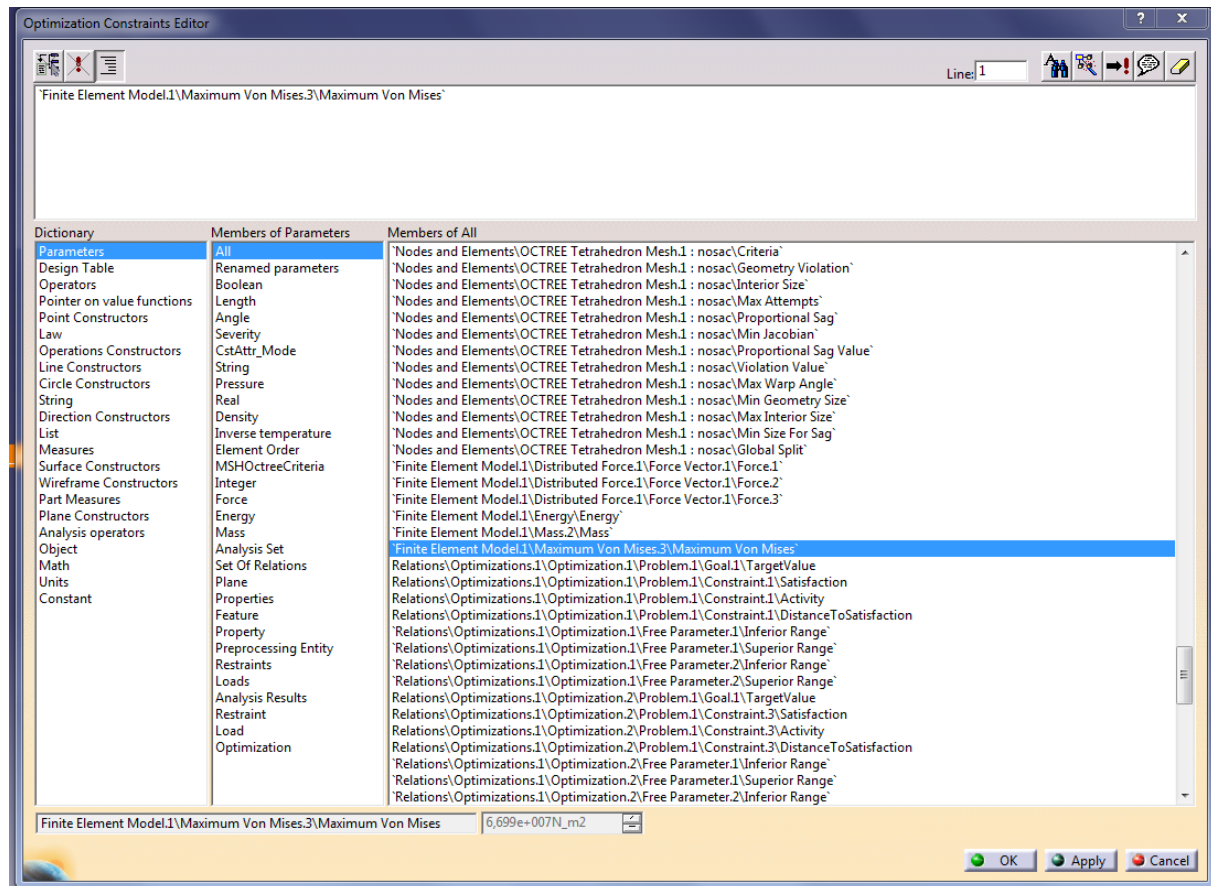 Optimization Constraints Editor
Line: 1
`Finite Element Model.1\Maximum Von Mises.3\Maximum Von Mises`
Dictionary
Parameters
Design Table
Operators
Pointer on value functions
Point Constructors
Law
Operations Constructors
Line Constructors
Circle Constructors
String
Direction Constructors
List
Measures
Surface Constructors
Wireframe Constructors
Part Measures
Plane Constructors
Analysis operators
Object
Math
Units
Constant
Members of Parameters
All
Renamed parameters
Boolean
Length
Angle
Severity
CstAttr_Mode
String
Pressure
Real
Density
Inverse temperature
Element Order
MSHOctreeCriteria
Integer
Force
Energy
Mass
Analysis Set
Set Of Relations
Plane
Properties
Feature
Property
Preprocessing Entity
Restraints
Loads
Analysis Results
Restraint
Load
Optimization
Members of All
`Nodes and Elements\OCTREE Tetrahedron Mesh.1 : nosac\Criteria`
`Nodes and Elements\OCTREE Tetrahedron Mesh.1 : nosac\Geometry Violation`
`Nodes and Elements\OCTREE Tetrahedron Mesh.1 : nosac\Interior Size`
`Nodes and Elements\OCTREE Tetrahedron Mesh.1 : nosac\Max Attempts`
`Nodes and Elements\OCTREE Tetrahedron Mesh.1 : nosac\Proportional Sag`
`Nodes and Elements\OCTREE Tetrahedron Mesh.1 : nosac\Min Jacobian`
`Nodes and Elements\OCTREE Tetrahedron Mesh.1 : nosac\Proportional Sag Value`
`Nodes and Elements\OCTREE Tetrahedron Mesh.1 : nosac\Violation Value`
`Nodes and Elements\OCTREE Tetrahedron Mesh.1 : nosac\Max Warp Angle`
`Nodes and Elements\OCTREE Tetrahedron Mesh.1 : nosac\Min Geometry Size`
`Nodes and Elements\OCTREE Tetrahedron Mesh.1 : nosac\Max Interior Size`
`Nodes and Elements\OCTREE Tetrahedron Mesh.1 : nosac\Min Size For Sag`
`Nodes and Elements\OCTREE Tetrahedron Mesh.1 : nosac\Global Split`
`Finite Element Model.1\Distributed Force.1\Force Vector.1\Force.1`
`Finite Element Model.1\Distributed Force.1\Force Vector.1\Force.2`
`Finite Element Model.1\Distributed Force.1\Force Vector.1\Force.3`
`Finite Element Model.1\Energy\Energy`
`Finite Element Model.1\Mass.2\Mass`
`Finite Element Model.1\Maximum Von Mises.3\Maximum Von Mises`
Relations\Optimizations.1\Optimization.1\Problem.1\Goal.1\TargetValue
Relations\Optimizations.1\Optimization.1\Problem.1\Constraint.1\Satisfaction
Relations\Optimizations.1\Optimization.1\Problem.1\Constraint.1\Activity
Relations\Optimizations.1\Optimization.1\Problem.1\Constraint.1\DistanceToSatisfaction
`Relations\Optimizations.1\Optimization.1\Free Parameter.1\Inferior Range`
`Relations\Optimizations.1\Optimization.1\Free Parameter.1\Superior Range`
`Relations\Optimizations.1\Optimization.1\Free Parameter.2\Inferior Range`
`Relations\Optimizations.1\Optimization.1\Free Parameter.2\Superior Range`
Relations\Optimizations.1\Optimization.2\Problem.1\Goal.1\TargetValue
Relations\Optimizations.1\Optimization.2\Problem.1\Constraint.3\Satisfaction
Relations\Optimizations.1\Optimization.2\Problem.1\Constraint.3\Activity
Relations\Optimizations.1\Optimization.2\Problem.1\Constraint.3\DistanceToSatisfaction
`Relations\Optimizations.1\Optimization.2\Free Parameter.1\Inferior Range`
`Relations\Optimizations.1\Optimization.2\Free Parameter.1\Superior Range`
`Relations\Optimizations.1\Optimization.2\Free Parameter.2\Inferior Range`
Finite Element Model.1\Maximum Von Mises.3\Maximum Von Mises
6,699e+007N_m2
OK
Apply
Cancel